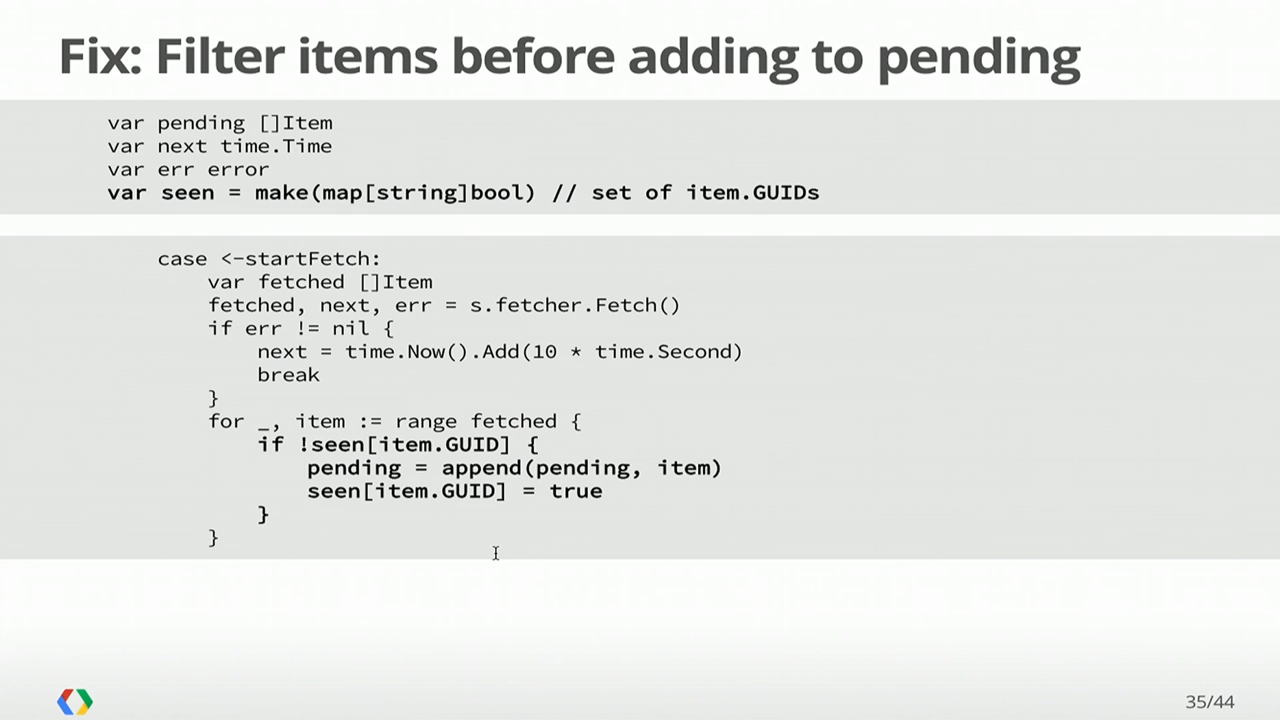 Fix: Filter items before adding to pending
var pending []Item
var next time.Time
var err error
var seen = make(map[string]bool) // set of item.GUIDs
case <-startFetch:
var fetched []Item
fetched, next, err = s.fetcher.Fetch()
if err != nil {
next = time.Now().Add(10 * time.Second)
break
}
for _, item := range fetched {
if !seen[item.GUID] {
pending = append(pending, item)
seen[item.GUID] = true
}
}
35/44